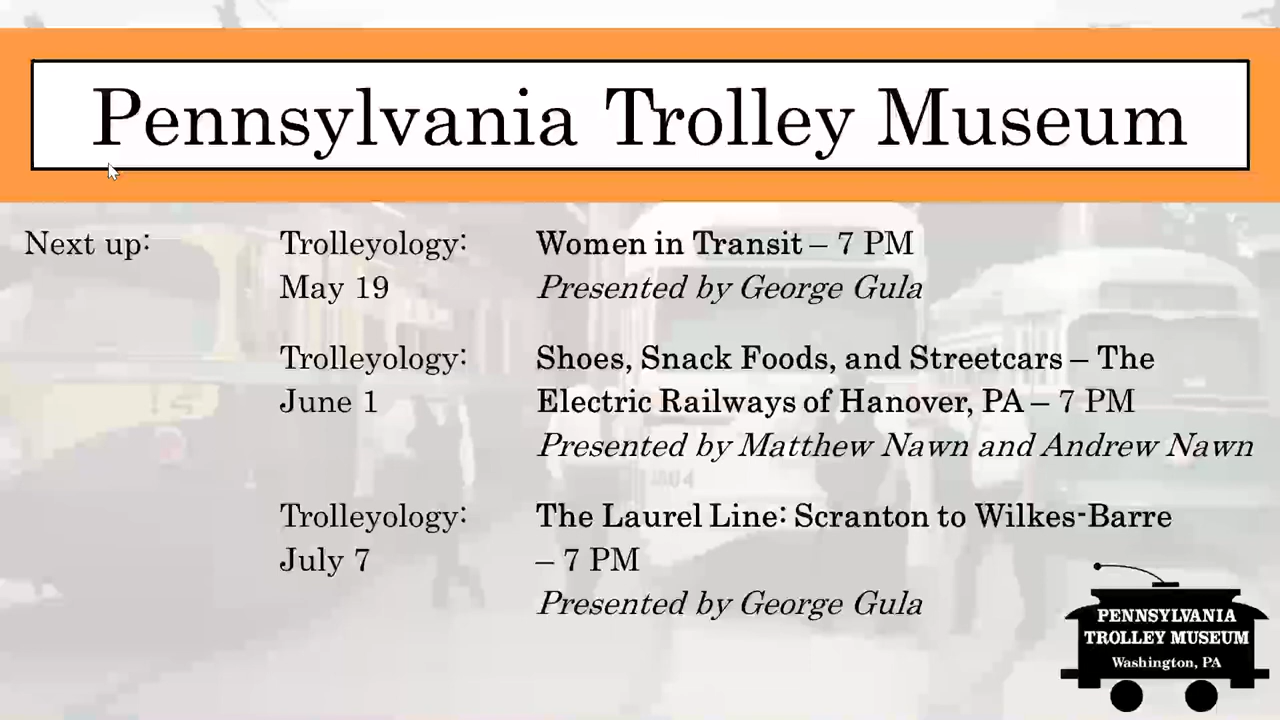 Pennsylvania Trolley Museum
Next up:
Trolleyology:
May 19
Women in Transit – 7 PM
Presented by George Gula
Trolleyology:
June 1
Shoes, Snack Foods, and Streetcars – The
Electric Railways of Hanover, PA – 7 PM
Presented by Matthew Nawn and Andrew Nawn
Trolleyology:
July 7
The Laurel Line: Scranton to Wilkes-Barre
– 7 PM
Presented by George Gula
PENNSYLVANIA
TROLLEY MUSEUM
Washington, PA